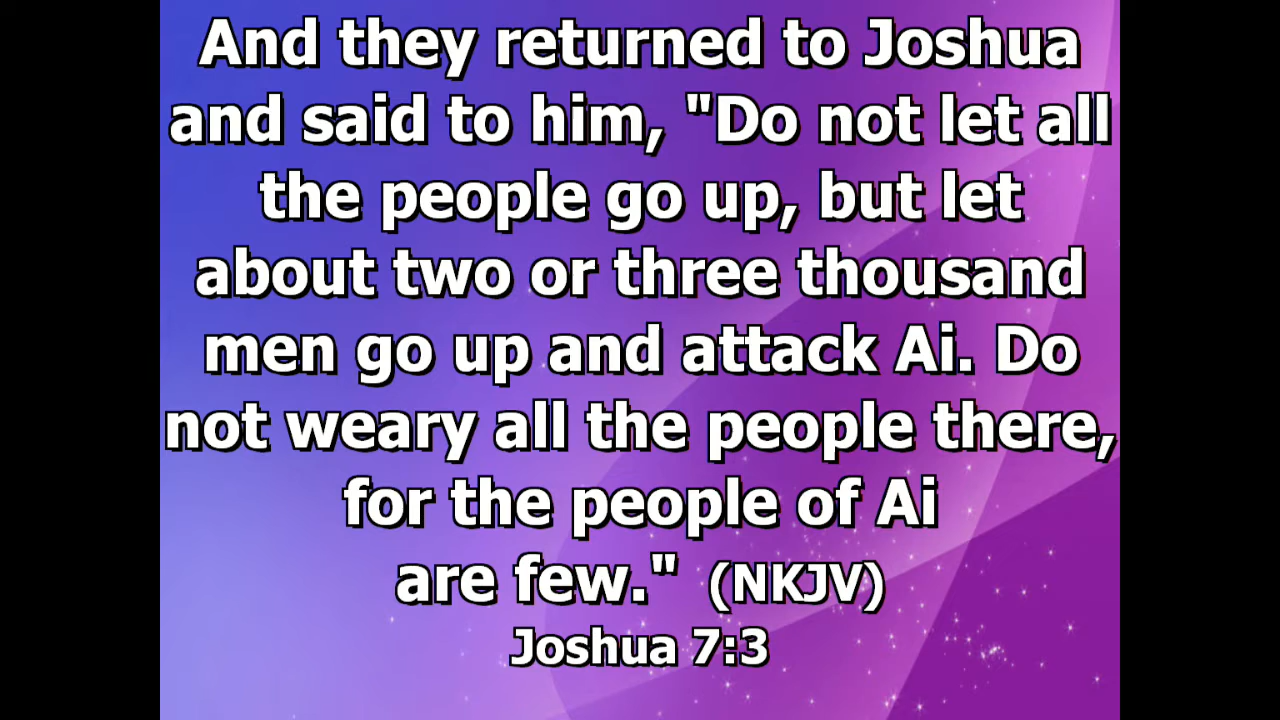 And they returned to Joshua
and said to him, "Do not let all
the people go up, but let
about two or three thousand
men go up and attack Ai. Do
not weary all the people there,
for the people of Ai
are few." (NKJV)
Joshua 7:3